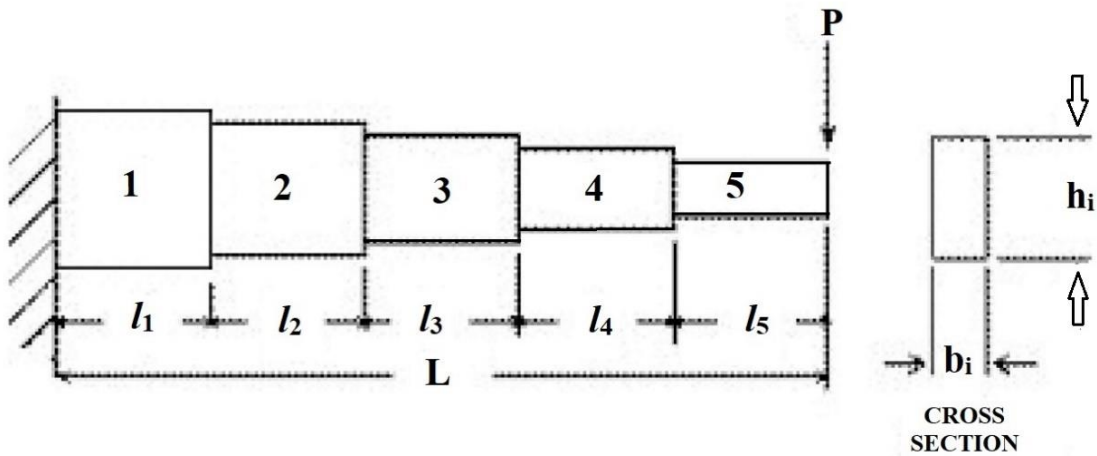 P
1 2 3 4 5
hᵢ
l₁ l₂ l₃ l₄ l₅
L
bᵢ
CROSS
SECTION